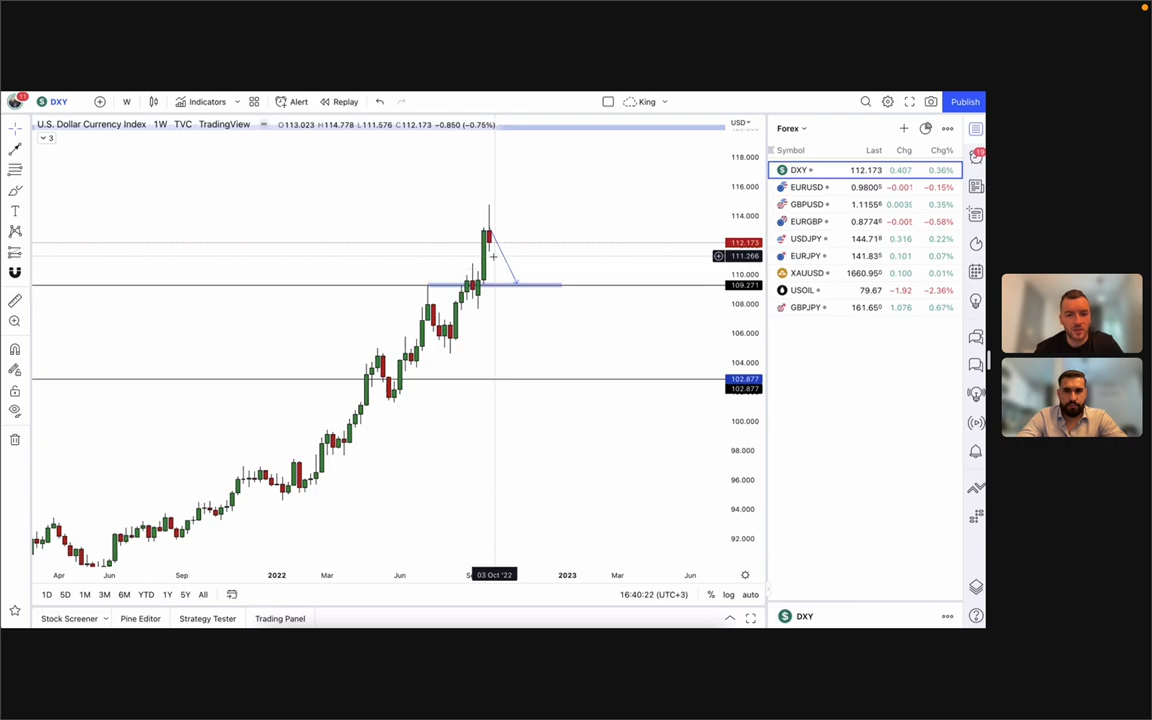 11
DXY
W
Indicators
Alert
Replay
King
Publish
U.S. Dollar Currency Index 1W TVC TradingView O113.023 H114.778 L111.576 C112.173 −0.850 (−0.75%)
3
USD
118.000
116.000
114.000
112.173
111.266
110.000
109.271
108.000
106.000
104.000
102.877
102.877
100.000
98.000
96.000
94.000
92.000
Apr Jun Sep 2022 Mar Jun 03 Oct '22 2023 Mar Jun
1D 5D 1M 3M 6M YTD 1Y 5Y All
16:40:22 (UTC+3) % log auto
Stock Screener Pine Editor Strategy Tester Trading Panel
Forex
Symbol Last Chg Chg%
DXY 112.173 0.407 0.36%
EURUSD 0.9800⁵ −0.001 −0.15%
GBPUSD 1.1155⁶ 0.0039 0.35%
EURGBP 0.8774⁶ −0.005 −0.58%
USDJPY 144.71⁸ 0.316 0.22%
EURJPY 141.83⁵ 0.101 0.07%
XAUUSD 1660.95⁰ 0.100 0.01%
USOIL 79.67 −1.92 −2.36%
GBPJPY 161.65⁰ 1.076 0.67%
DXY